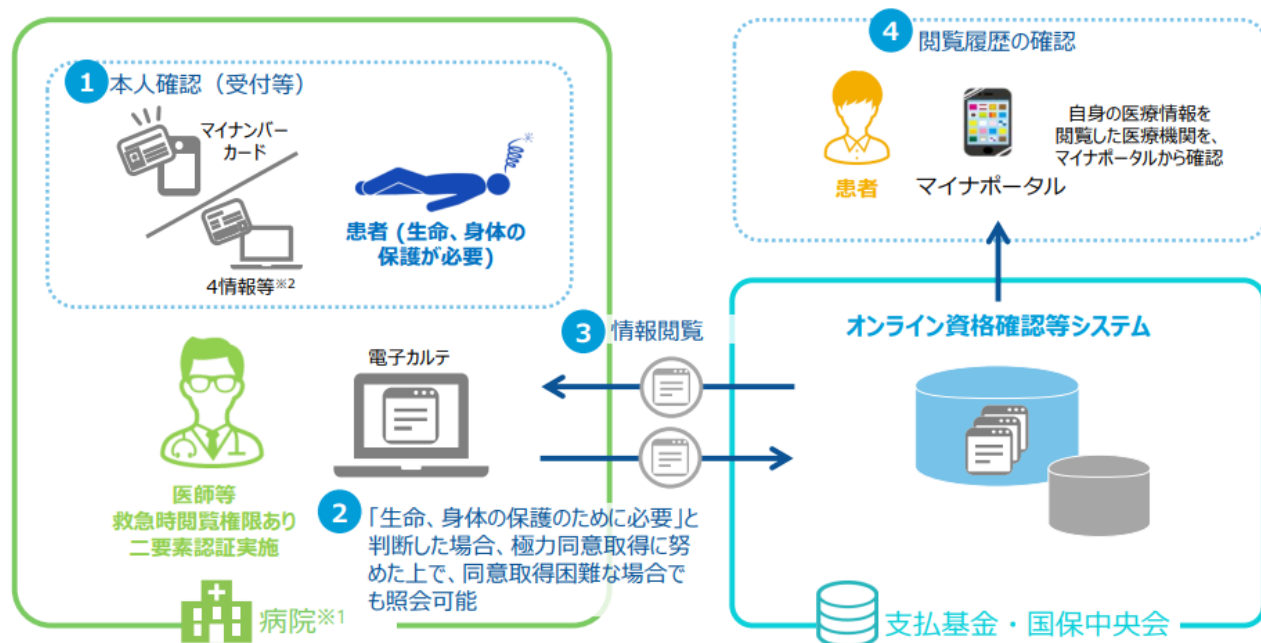 1 本人確認（受付等）
マイナンバー
カード
4情報等※2
患者 (生命、身体の
保護が必要)
医師等
救急時閲覧権限あり
二要素認証実施
電子カルテ
2 「生命、身体の保護のために必要」と
判断した場合、極力同意取得に努
めた上で、同意取得困難な場合で
も照会可能
病院※1
3 情報閲覧
4 閲覧履歴の確認
患者
マイナポータル
自身の医療情報を
閲覧した医療機関を、
マイナポータルから確認
オンライン資格確認等システム
支払基金・国保中央会